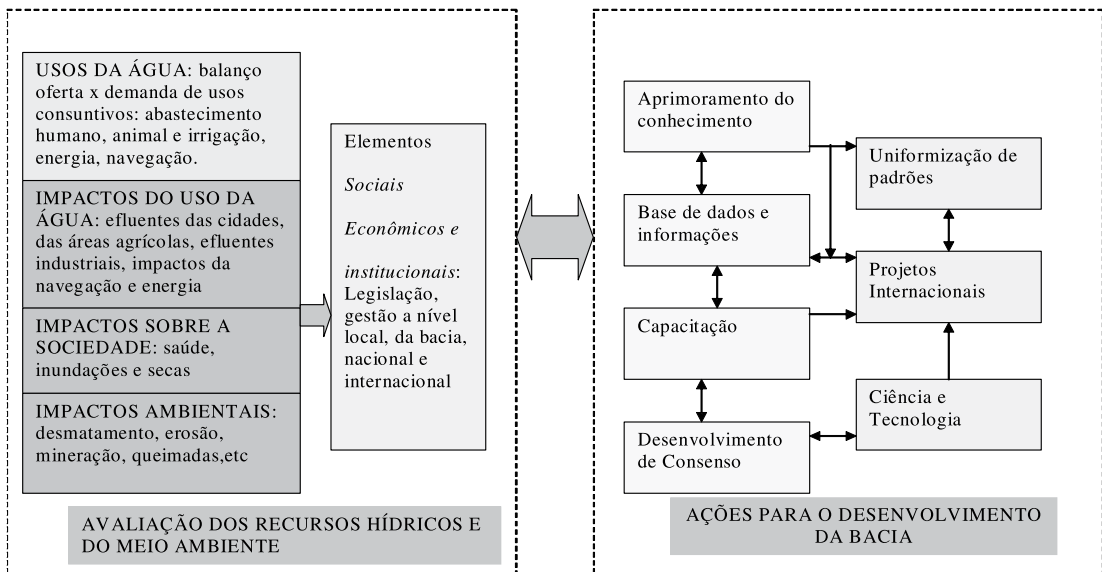 USOS DA ÁGUA: balanço
oferta x demanda de usos
consuntivos: abastecimento
humano, animal e irrigação,
energia, navegação.
IMPACTOS DO USO DA
ÁGUA: efluentes das cidades,
das áreas agrícolas, efluentes
industriais, impactos da
navegação e energia
IMPACTOS SOBRE A
SOCIEDADE: saúde,
inundações e secas
IMPACTOS AMBIENTAIS:
desmatamento, erosão,
mineração, queimadas,etc
Elementos
Sociais
Econômicos e
institucionais:
Legislação,
gestão a nível
local, da bacia,
nacional e
internacional
AVALIAÇÃO DOS RECURSOS HÍDRICOS E
DO MEIO AMBIENTE
Aprimoramento do
conhecimento
Base de dados e
informações
Capacitação
Desenvolvimento
de Consenso
Uniformização de
padrões
Projetos
Internacionais
Ciência e
Tecnologia
AÇÕES PARA O DESENVOLVIMENTO
DA BACIA